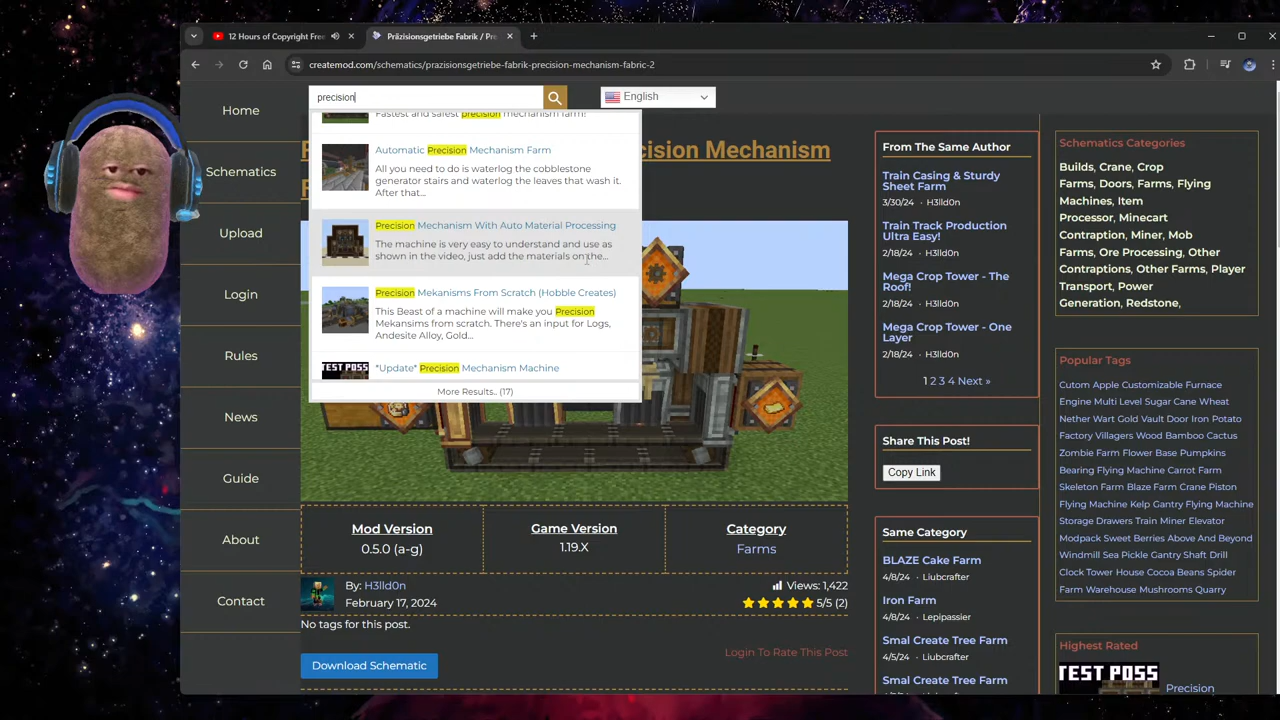 12 Hours of Copyright Free
Präzisionsgetriebe Fabrik / Pre
createmod.com/schematics/prazisionsgetriebe-fabrik-precision-mechanism-fabric-2
Home
Schematics
Upload
Login
Rules
News
Guide
About
Contact
precision
English
Fastest and safest precision mechanism farm!
Automatic Precision Mechanism Farm
All you need to do is waterlog the cobblestone
generator stairs and waterlog the leaves that wash it.
After that...
Precision Mechanism With Auto Material Processing
The machine is very easy to understand and use as
shown in the video, just add the materials on the...
Precision Mekanisms From Scratch (Hobble Creates)
This Beast of a machine will make you Precision
Mekansims from scratch. There's an input for Logs,
Andesite Alloy, Gold...
TEST POSS
*Update* Precision Mechanism Machine
More Results.. (17)
cision Mechanism
Mod Version
0.5.0 (a-g)
Game Version
1.19.X
Category
Farms
By: H3lld0n
February 17, 2024
Views: 1,422
5/5 (2)
No tags for this post.
Login To Rate This Post
Download Schematic
From The Same Author
Train Casing & Sturdy
Sheet Farm
3/30/24 · H3lld0n
Train Track Production
Ultra Easy!
2/18/24 · H3lld0n
Mega Crop Tower - The
Roof!
2/18/24 · H3lld0n
Mega Crop Tower - One
Layer
2/18/24 · H3lld0n
1 2 3 4 Next »
Share This Post!
Copy Link
Same Category
BLAZE Cake Farm
4/8/24 · Liubcrafter
Iron Farm
4/8/24 · Lepipassier
Smal Create Tree Farm
4/5/24 · Liubcrafter
Smal Create Tree Farm
Schematics Categories
Builds, Crane, Crop
Farms, Doors, Farms, Flying
Machines, Item
Processor, Minecart
Contraption, Miner, Mob
Farms, Ore Processing, Other
Contraptions, Other Farms, Player
Transport, Power
Generation, Redstone,
Popular Tags
Cutom Apple Customizable Furnace
Engine Multi Level Sugar Cane Wheat
Nether Wart Gold Vault Door Iron Potato
Factory Villagers Wood Bamboo Cactus
Zombie Farm Flower Base Pumpkins
Bearing Flying Machine Carrot Farm
Skeleton Farm Blaze Farm Crane Piston
Flying Machine Kelp Gantry Flying Machine
Storage Drawers Train Miner Elevator
Modpack Sweet Berries Above And Beyond
Windmill Sea Pickle Gantry Shaft Drill
Clock Tower House Cocoa Beans Spider
Farm Warehouse Mushrooms Quarry
Highest Rated
TEST POSS
Precision